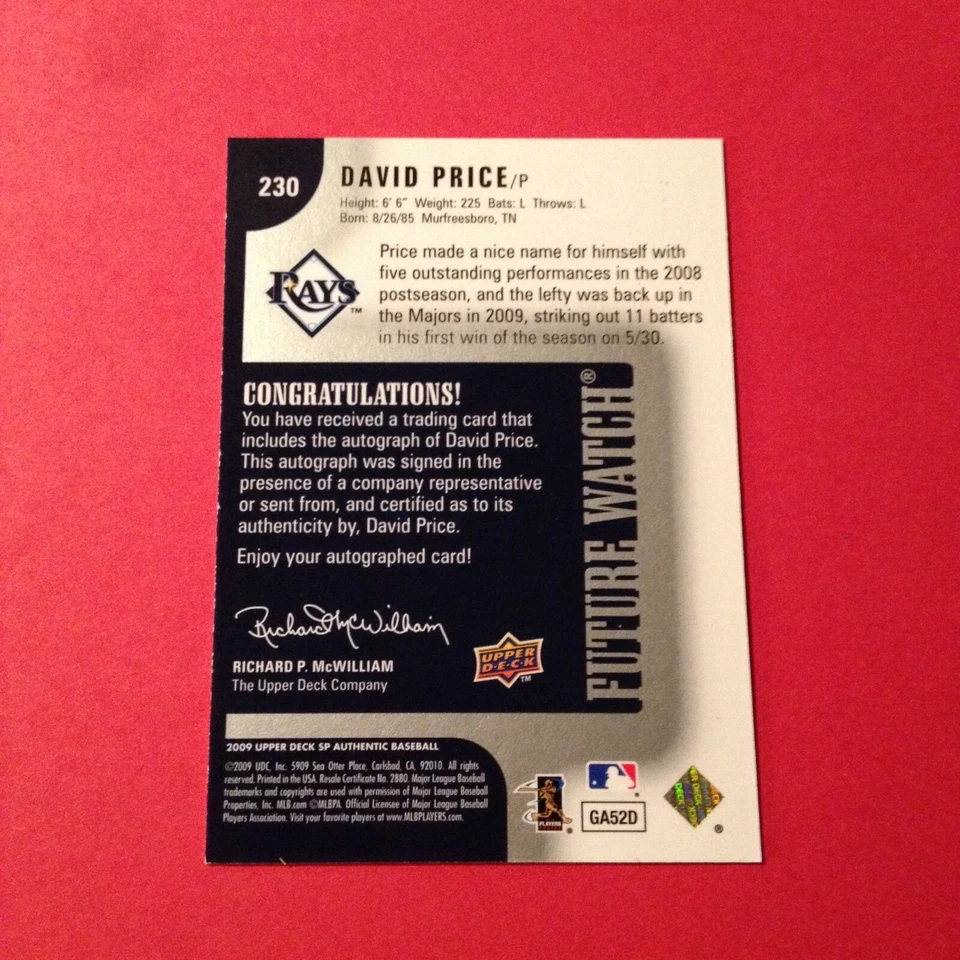 230
DAVID PRICE/P
Height: 6' 6" Weight: 225 Bats: L Throws: L
Born: 8/26/85 Murfreesboro, TN
RAYS™
Price made a nice name for himself with
five outstanding performances in the 2008
postseason, and the lefty was back up in
the Majors in 2009, striking out 11 batters
in his first win of the season on 5/30.
CONGRATULATIONS!
You have received a trading card that
includes the autograph of David Price.
This autograph was signed in the
presence of a company representative
or sent from, and certified as to its
authenticity by, David Price.
Enjoy your autographed card!
FUTURE WATCH®
Richard McWilliam
RICHARD P. McWILLIAM
The Upper Deck Company
UPPER
D·E·C·K™
2009 UPPER DECK SP AUTHENTIC BASEBALL
©2009 UDC, Inc. 5909 Sea Otter Place, Carlsbad, CA, 92010. All rights
reserved. Printed in the USA. Resale Certificate No. 2880. Major League Baseball
trademarks and copyrights are used with permission of Major League Baseball
Properties, Inc. MLB.com ©MLBPA. Official Licensee of Major League Baseball
Players Association. Visit your favorite players at www.MLBPLAYERS.com.
PLAYERS
®
GA52D
ER DECK
DECK
®